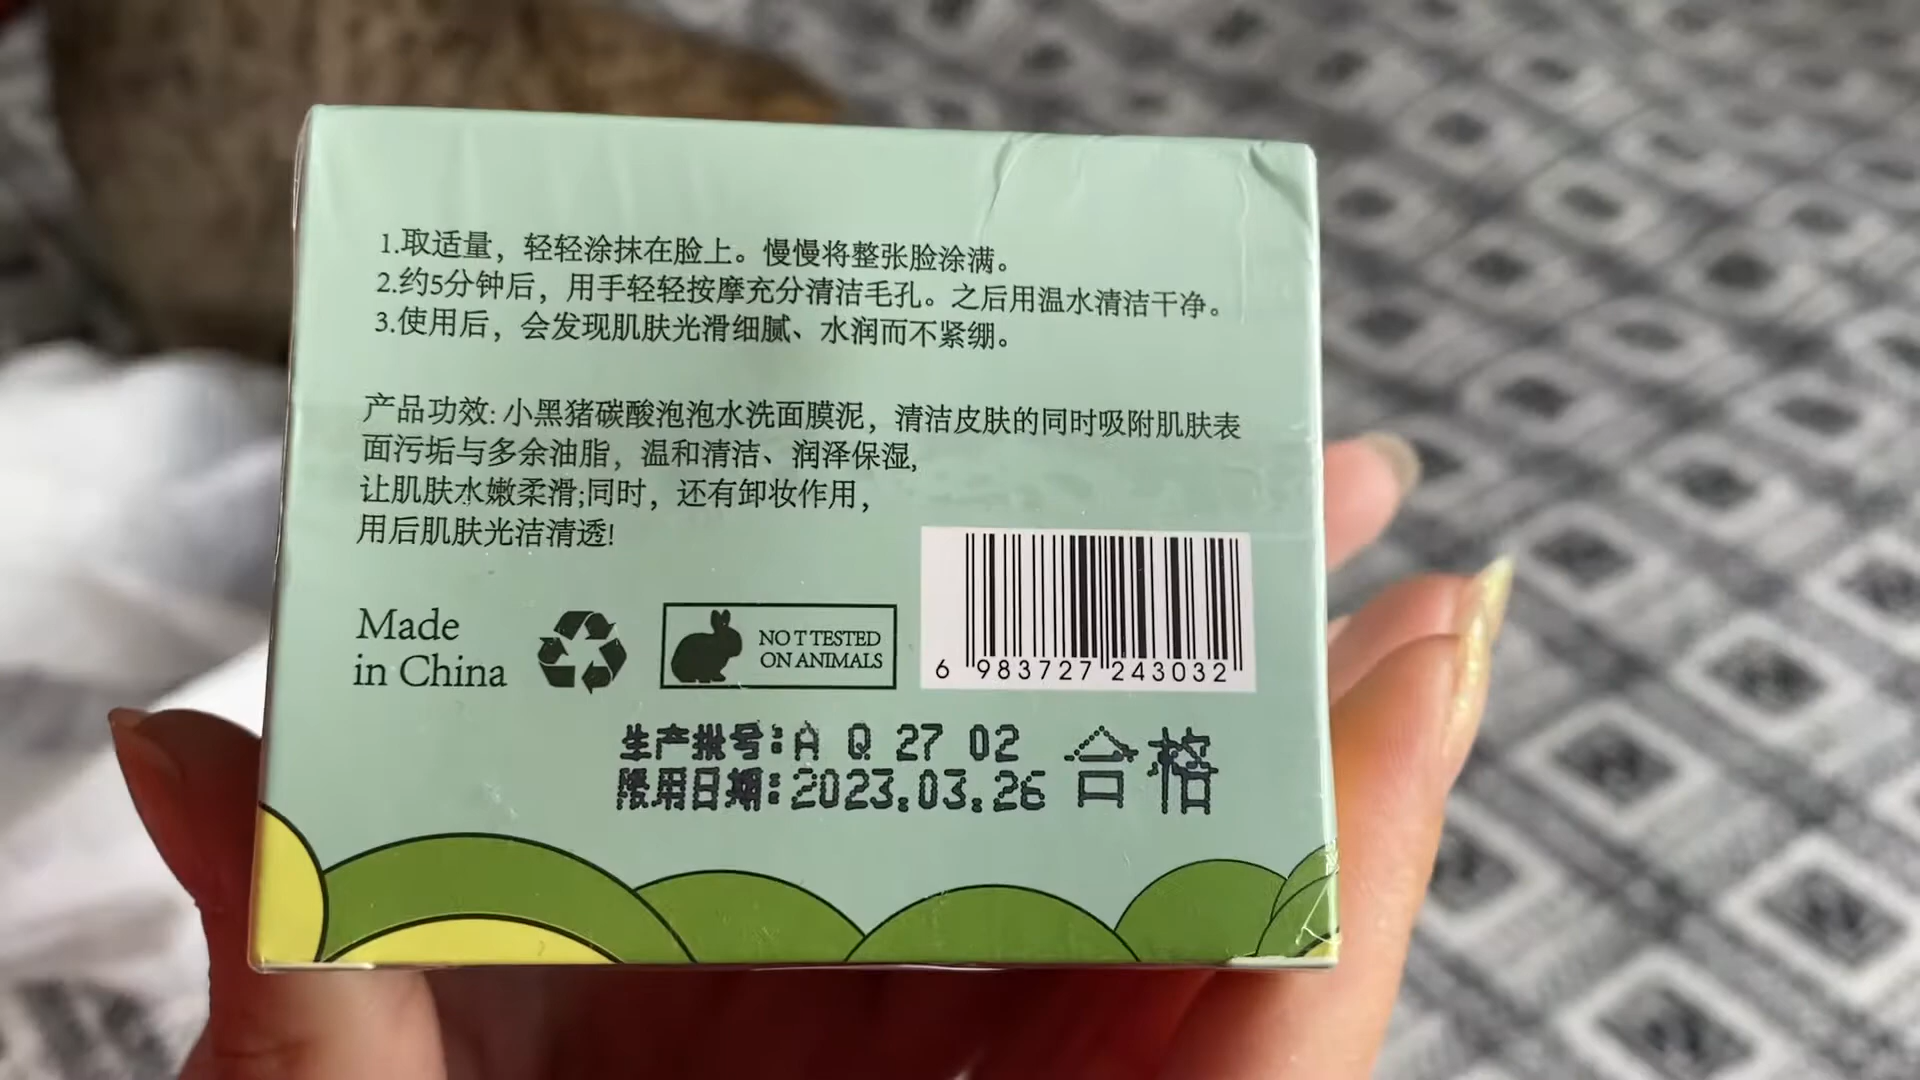 1.取适量，轻轻涂抹在脸上。慢慢将整张脸涂满。
2.约5分钟后，用手轻轻按摩充分清洁毛孔。之后用温水清洁干净。
3.使用后，会发现肌肤光滑细腻、水润而不紧绷。
产品功效: 小黑猪碳酸泡泡水洗面膜泥，清洁皮肤的同时吸附肌肤表
面污垢与多余油脂，温和清洁、润泽保湿,
让肌肤水嫩柔滑;同时，还有卸妆作用，
用后肌肤光洁清透!
Made
in China
NO T TESTED
ON ANIMALS
6 983727 243032
生产批号:A Q 27 02
限用日期:2023.03.26
合格